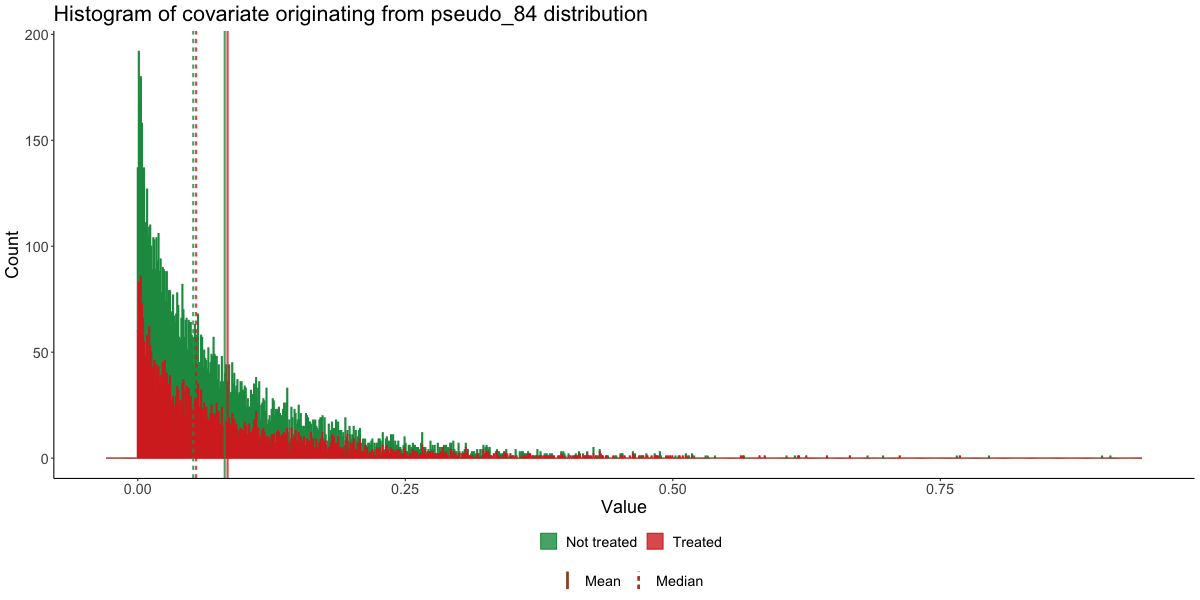 Histogram of covariate originating from pseudo_84 distribution
200
150
100
50
0
Count
0.00 0.25 0.50 0.75
Value
Not treated Treated
Mean Median